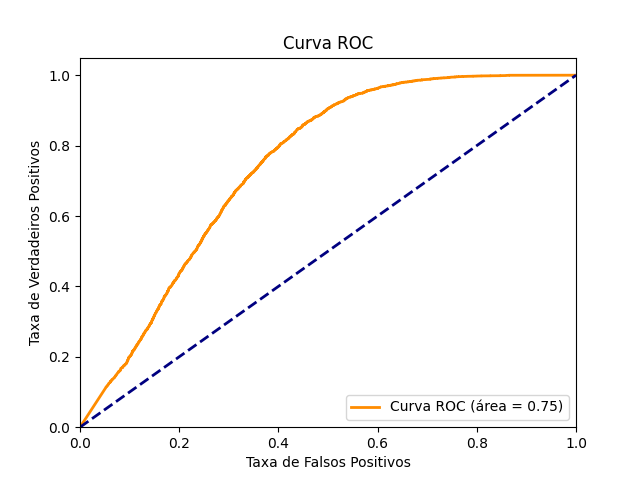 Curva ROC
Taxa de Verdadeiros Positivos
1.0
0.8
0.6
0.4
0.2
0.0
0.0 0.2 0.4 0.6 0.8 1.0
Taxa de Falsos Positivos
Curva ROC (área = 0.75)